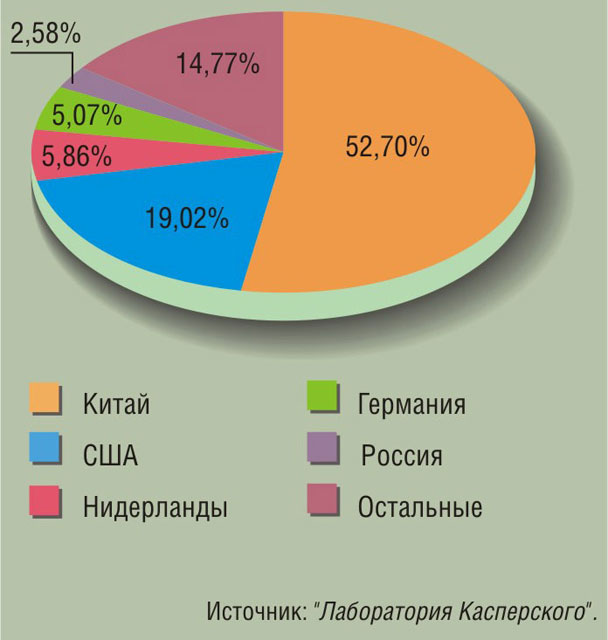 2,58%
14,77%
5,07%
52,70%
5,86%
19,02%
Китай
Германия
США
Россия
Нидерланды
Остальные
Источник: "Лаборатория Касперского".